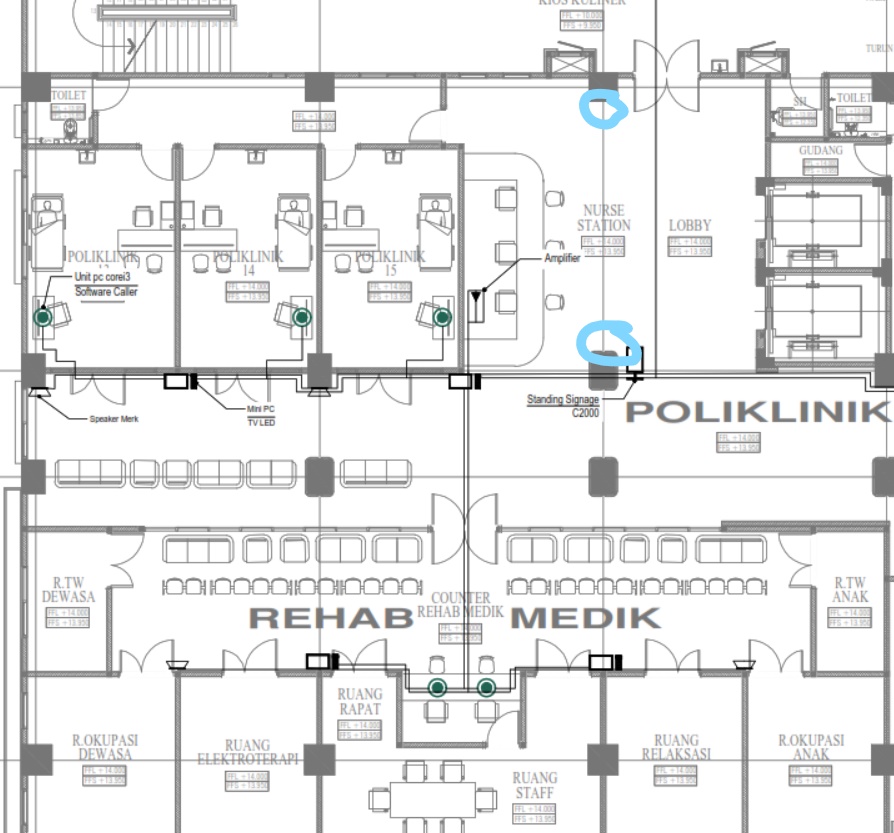 KIOS KULINER
FFL + 10.000
FFS + 9.950
TURUN
TOILET
FFL + 14.000
FFS + 13.950
SH
TOILET
GUDANG
NURSE
STATION
FFL + 14.000
FFS + 13.950
LOBBY
FFL + 14.000
FFS + 13.950
POLIKLINIK
POLIKLINIK
14
FFL + 14.000
FFS + 13.950
POLIKLINIK
15
FFL + 14.000
FFS + 13.950
Amplifier
Unit pc corei3
Software Caller
Speaker Merk
Mini PC
TV LED
Standing Signage
C2000
POLIKLINIK
FFL + 14.000
FFS + 13.950
R.TW
DEWASA
FFL + 14.000
FFS + 13.950
COUNTER
REHAB MEDIK
REHAB MEDIK
R.TW
ANAK
FFL + 14.000
FFS + 13.950
R.OKUPASI
DEWASA
FFL + 14.000
FFS + 13.950
RUANG
ELEKTROTERAPI
FFL + 14.000
FFS + 13.950
RUANG
RAPAT
FFL + 14.000
FFS + 13.950
RUANG
STAFF
FFL + 14.000
FFS + 13.950
RUANG
RELAKSASI
FFL + 14.000
FFS + 13.950
R.OKUPASI
ANAK
FFL + 14.000
FFS + 13.950